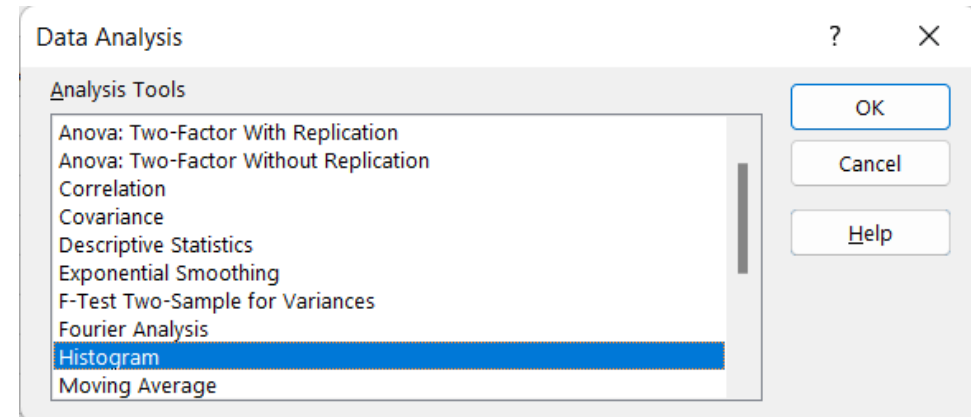 Data Analysis
?
Analysis Tools
Anova: Two-Factor With Replication
Anova: Two-Factor Without Replication
Correlation
Covariance
Descriptive Statistics
Exponential Smoothing
F-Test Two-Sample for Variances
Fourier Analysis
Histogram
Moving Average
OK
Cancel
Help